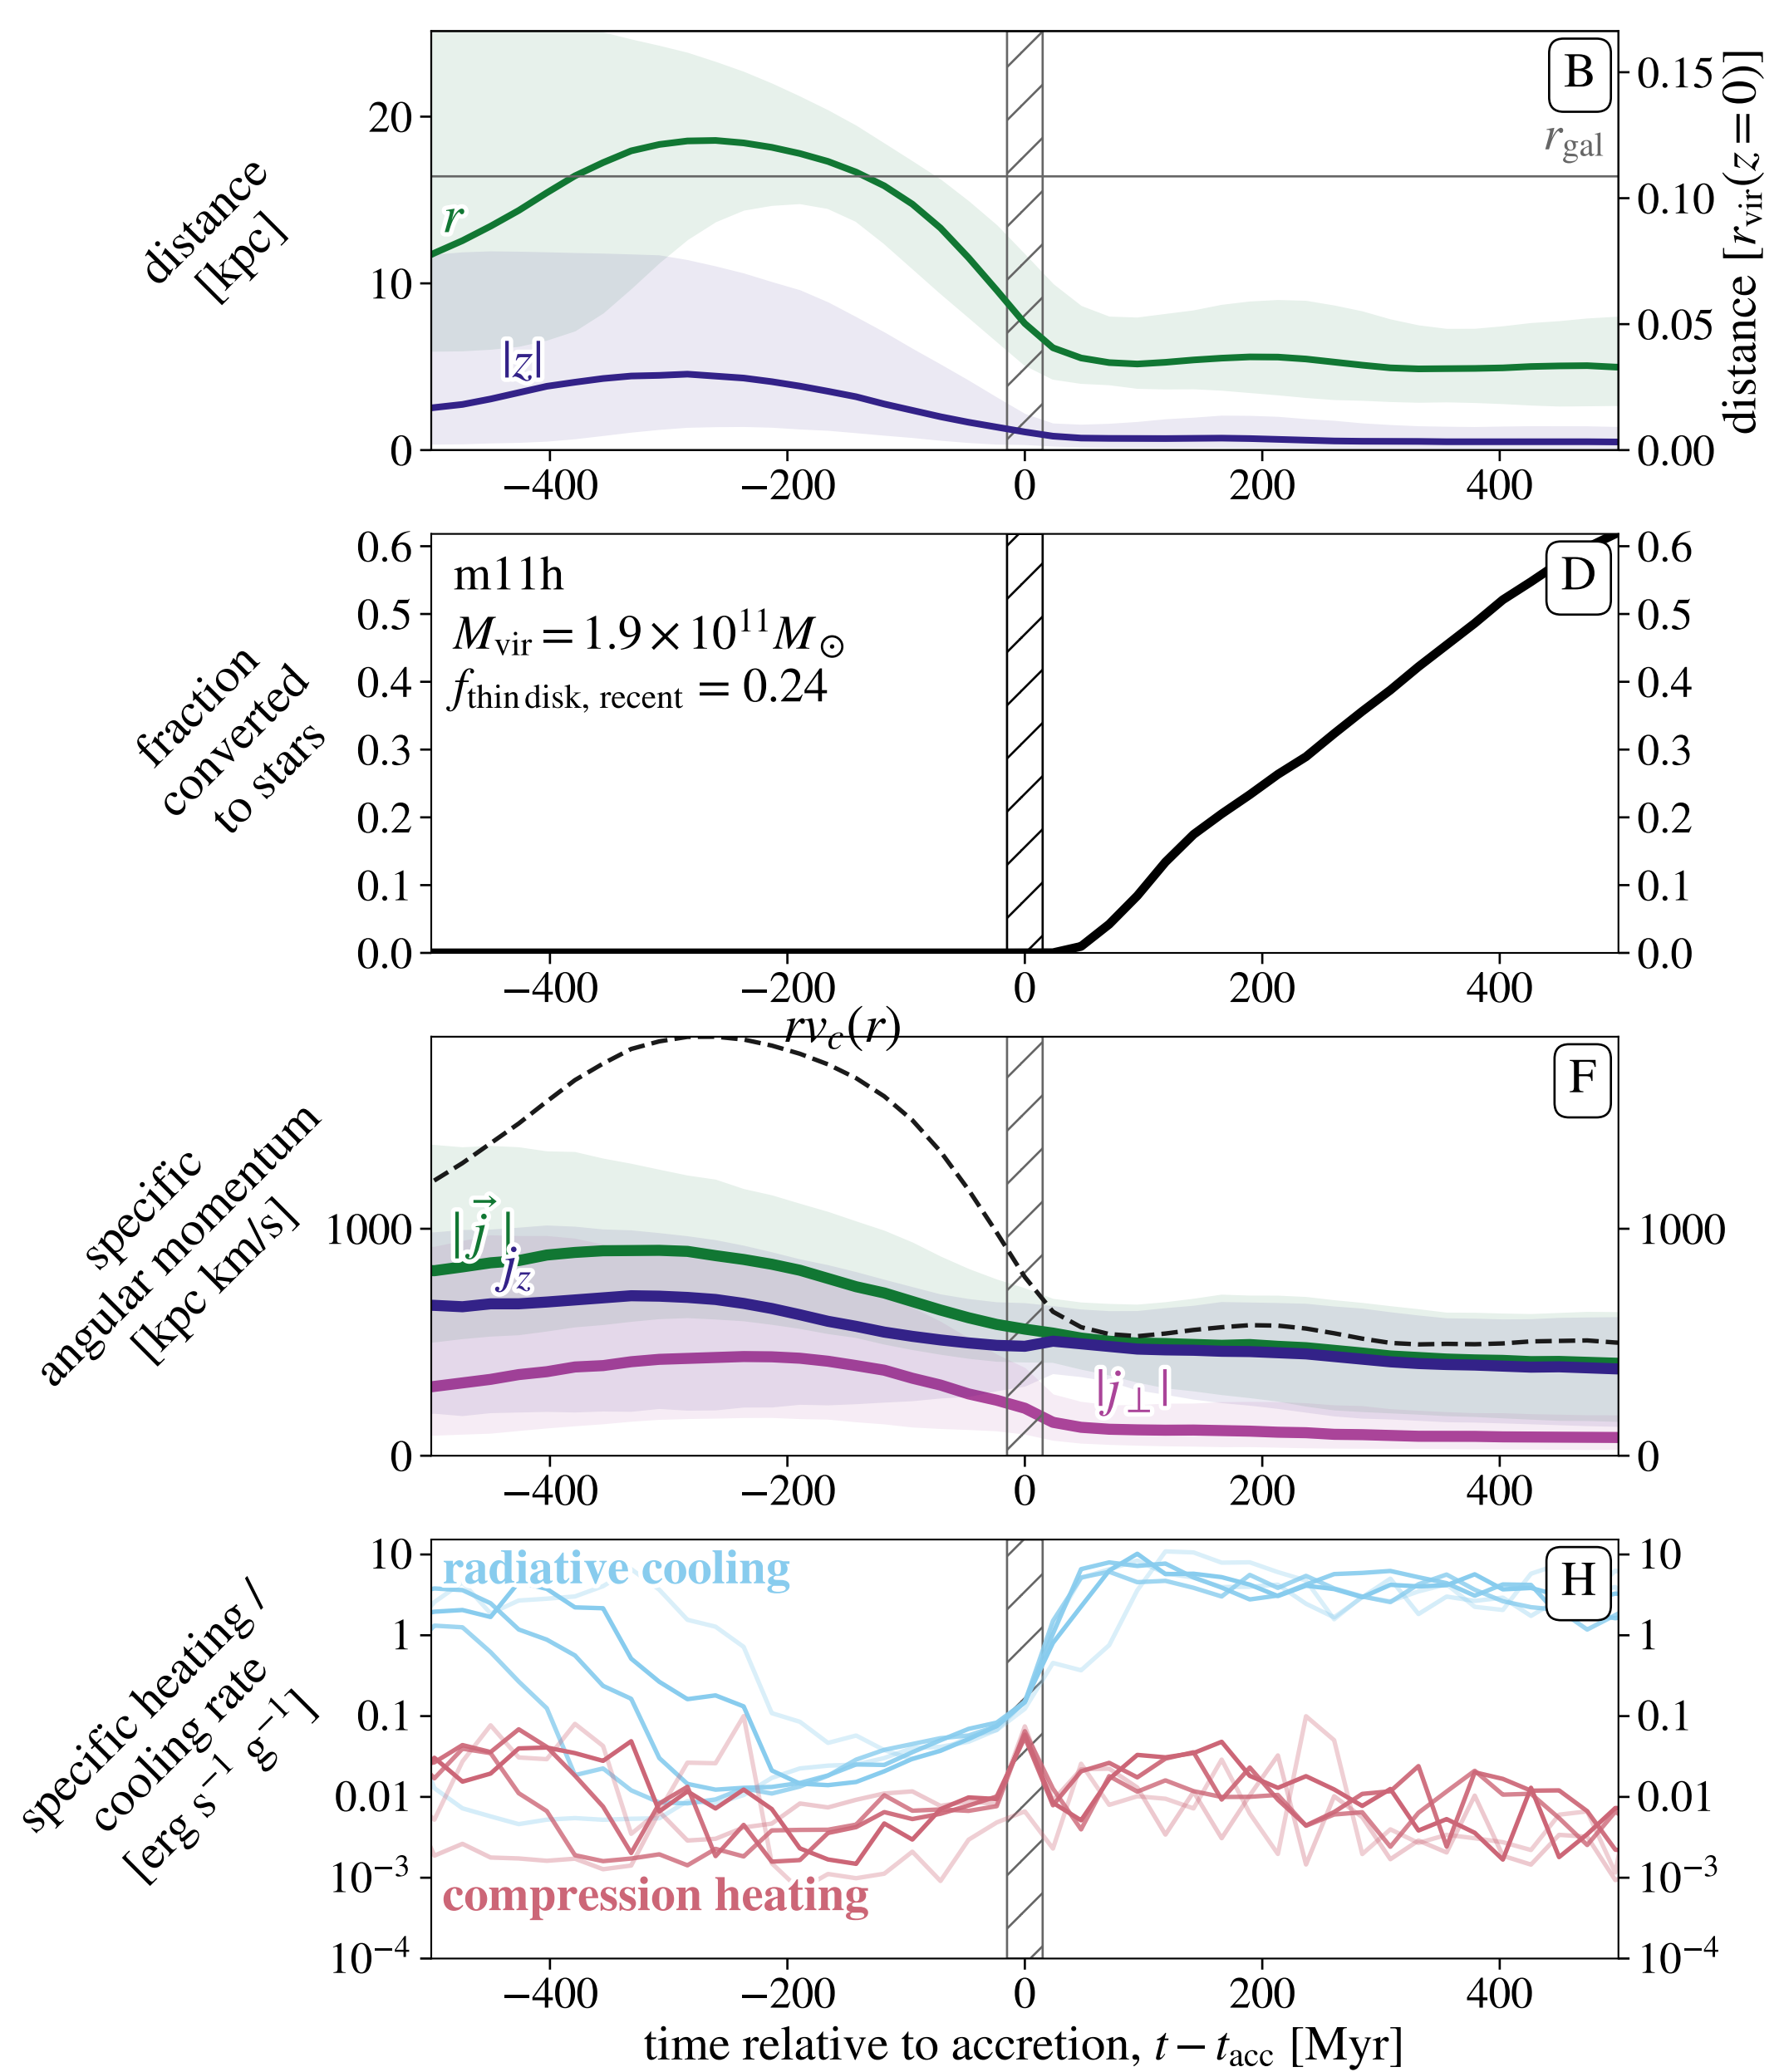 B
r_gal
distance
[kpc]
20
10
0
r
|z|
0.15
0.10
0.05
0.00
distance [r_vir(z = 0)]
−400 −200 0 200 400
fraction
converted
to stars
0.6
0.5
0.4
0.3
0.2
0.1
0.0
m11h
M_vir = 1.9 × 10^11 M_⊙
f_thin disk, recent = 0.24
D
0.6
0.5
0.4
0.3
0.2
0.1
0.0
−400 −200 0 200 400
rv_c(r)
specific
angular momentum
[kpc km/s]
1000
0
|j⃗|
j_z
|j_⊥|
F
1000
0
−400 −200 0 200 400
specific heating /
cooling rate
[erg s^−1 g^−1]
10
1
0.1
0.01
10^−3
10^−4
radiative cooling
compression heating
H
10
1
0.1
0.01
10^−3
10^−4
−400 −200 0 200 400
time relative to accretion, t − t_acc [Myr]